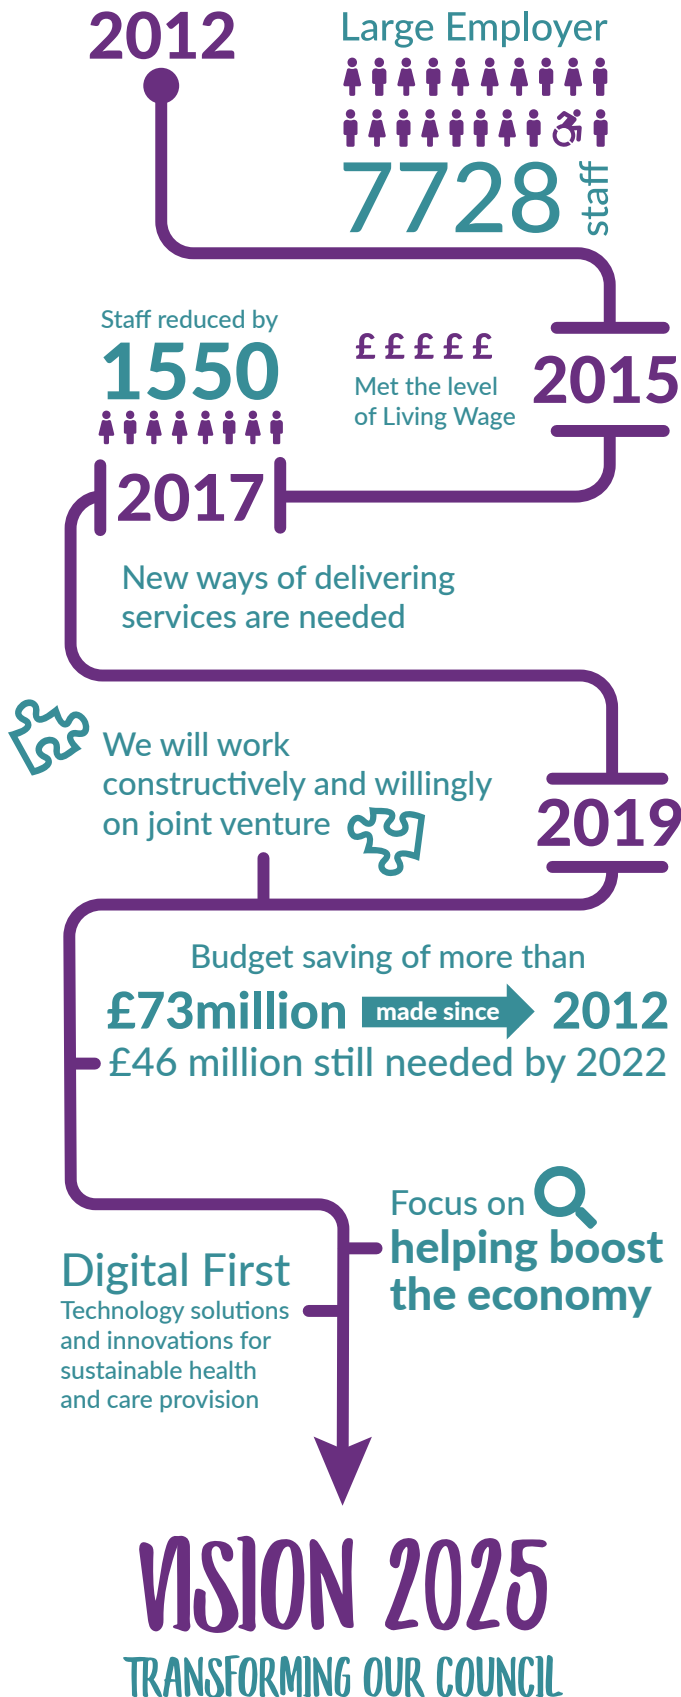 2012
Large Employer
7728 staff
Staff reduced by
1550
£ £ £ £ £
Met the level
of Living Wage
2015
2017
New ways of delivering
services are needed
We will work
constructively and willingly
on joint venture
2019
Budget saving of more than
£73million made since 2012
£46 million still needed by 2022
Focus on
helping boost
the economy
Digital First
Technology solutions
and innovations for
sustainable health
and care provision
VISION 2025
TRANSFORMING OUR COUNCIL